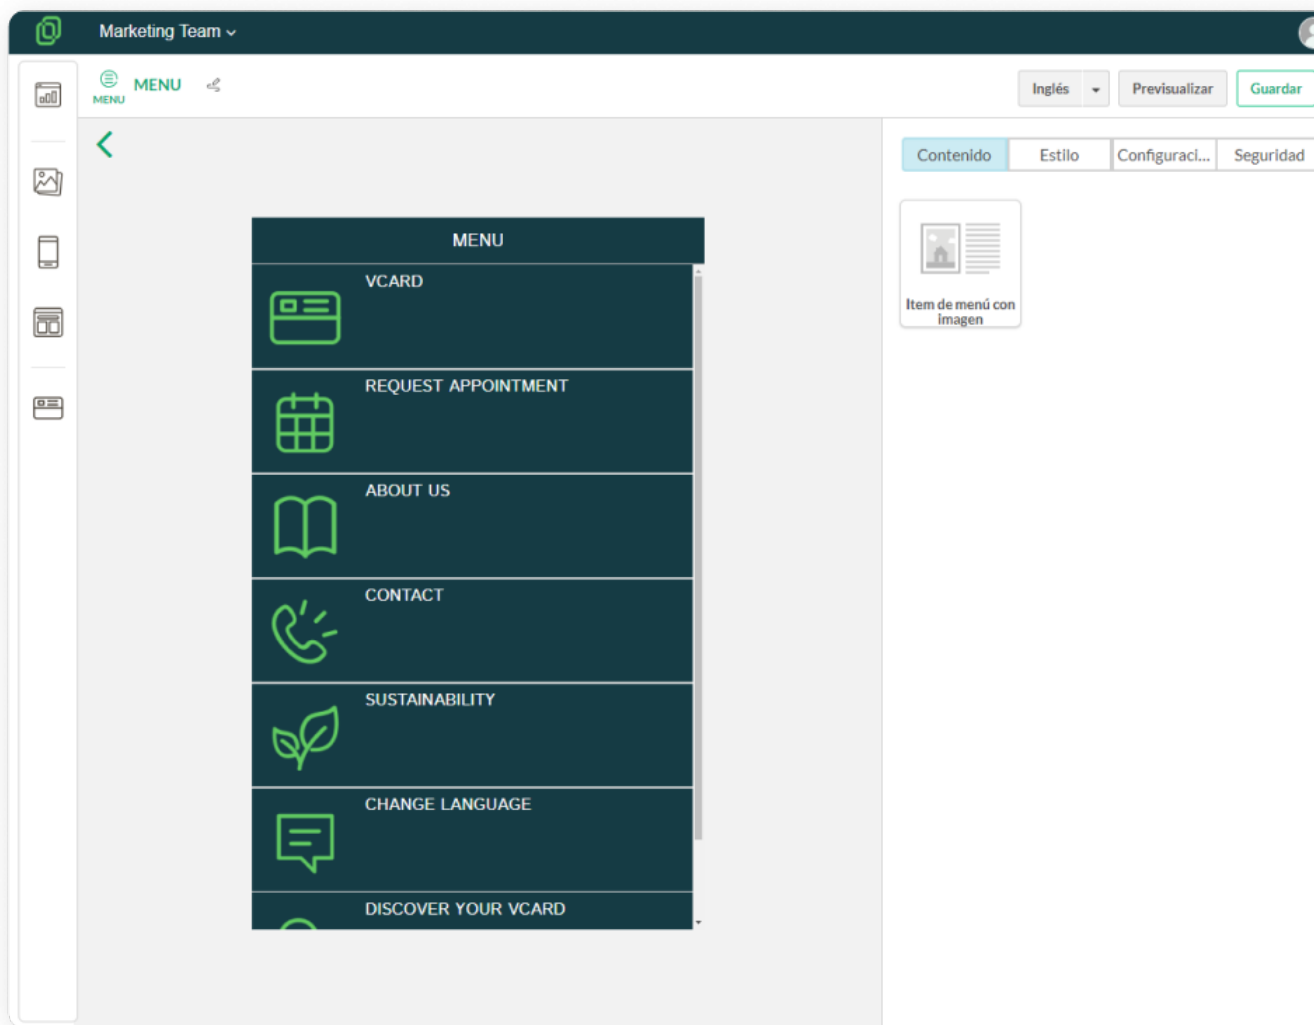 Marketing Team
MENU
MENU
Inglés
Previsualizar
Guardar
Contenido
Estilo
Configuraci...
Seguridad
MENU
VCARD
REQUEST APPOINTMENT
ABOUT US
CONTACT
SUSTAINABILITY
CHANGE LANGUAGE
DISCOVER YOUR VCARD
Item de menú con
imagen